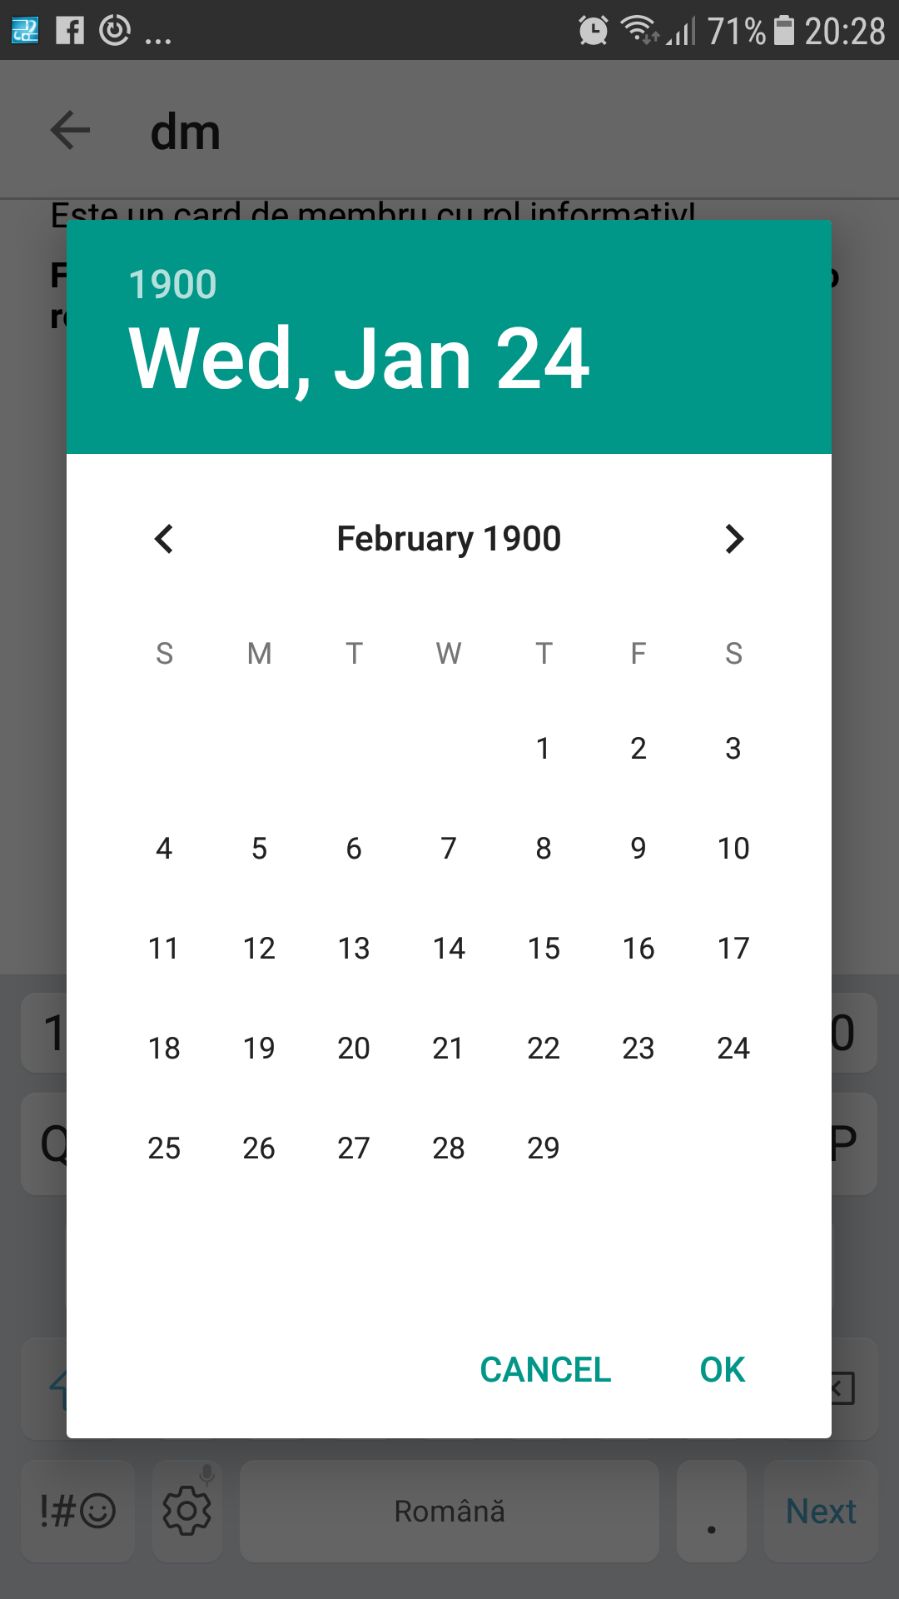 ... 71% 20:28
dm
Este un card de membru cu rol informativ!
1900
Wed, Jan 24
February 1900
S M T W T F S
1 2 3
4 5 6 7 8 9 10
11 12 13 14 15 16 17
18 19 20 21 22 23 24
25 26 27 28 29
CANCEL OK
1 0
Q P
!#☺ Română . Next